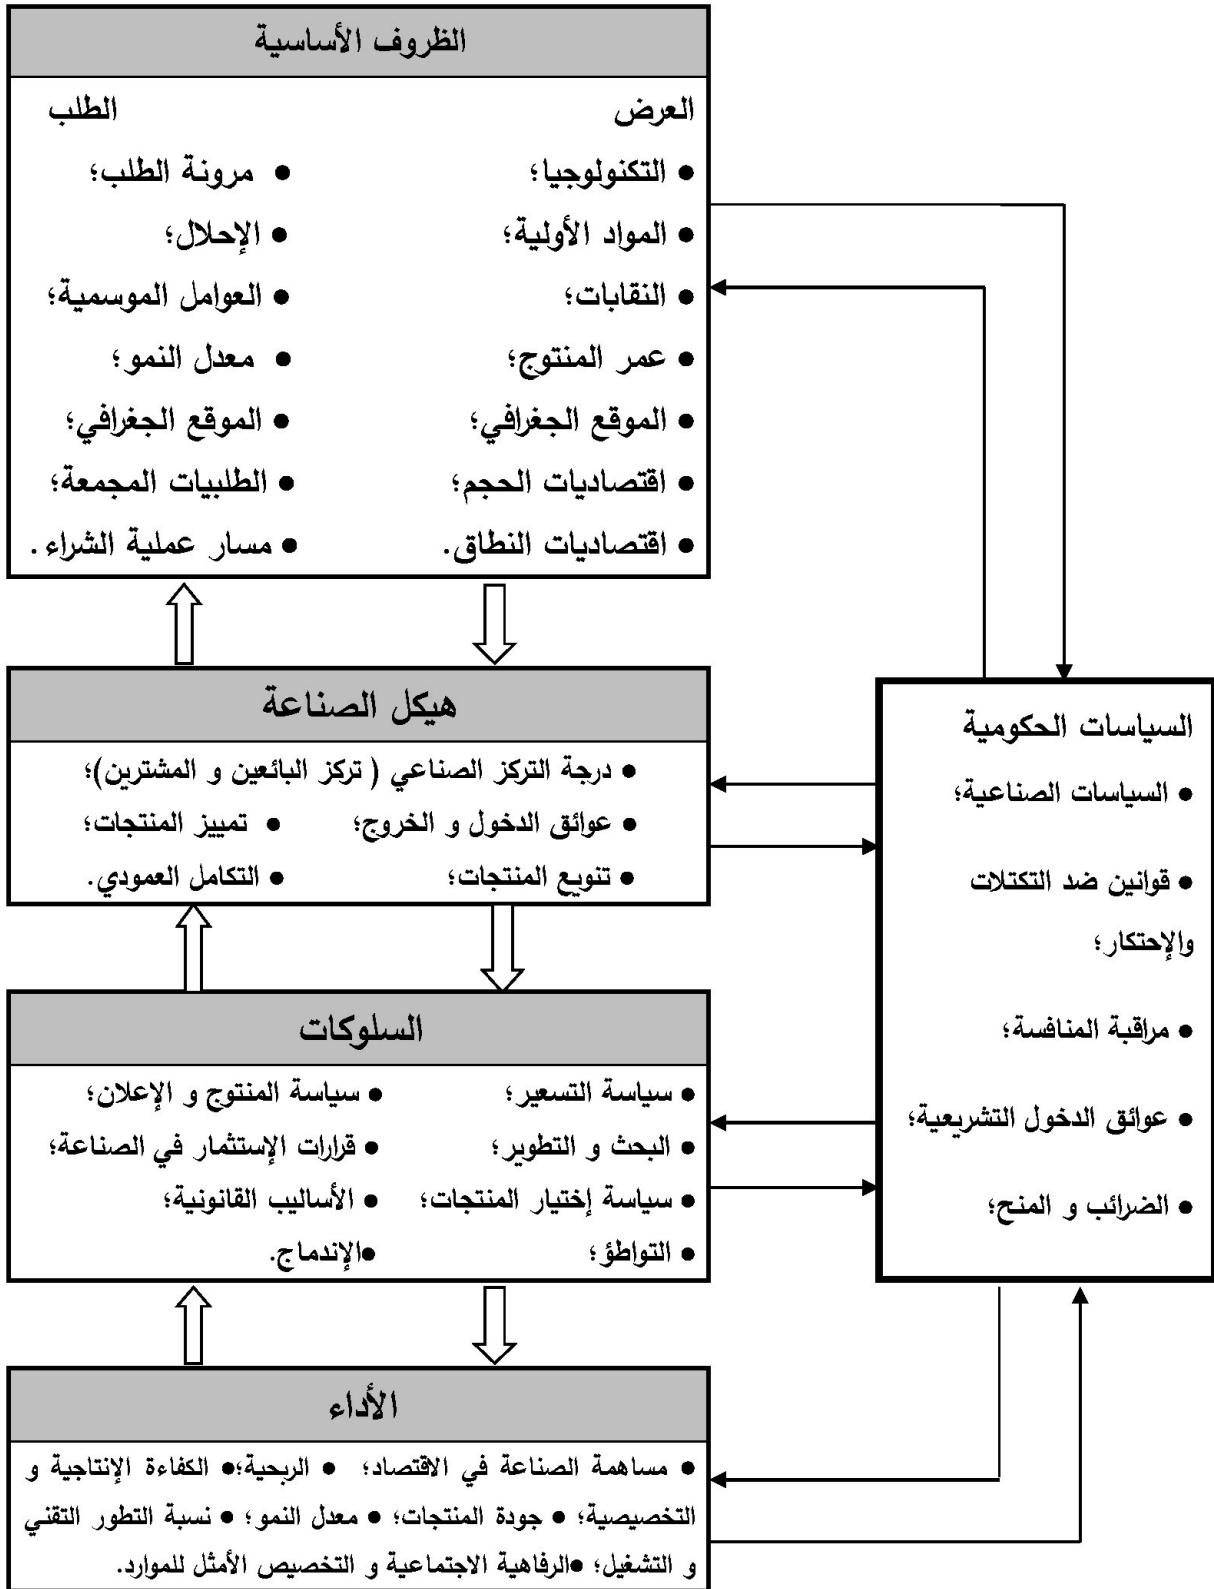 الظروف الأساسية
العرض الطلب
● التكنولوجيا؛ ● مرونة الطلب؛
● المواد الأولية؛ ● الإحلال؛
● النقابات؛ ● العوامل الموسمية؛
● عمر المنتوج؛ ● معدل النمو؛
● الموقع الجغرافي؛ ● الموقع الجغرافي؛
● اقتصاديات الحجم؛ ● الطلبيات المجمعة؛
● اقتصاديات النطاق. ● مسار عملية الشراء.
هيكل الصناعة
● درجة التركز الصناعي ( تركز البائعين و المشترين)؛
● عوائق الدخول و الخروج؛ ● تمييز المنتجات؛
● تنويع المنتجات؛ ● التكامل العمودي.
السلوكات
● سياسة التسعير؛ ● سياسة المنتوج و الإعلان؛
● البحث و التطوير؛ ● قرارات الإستثمار في الصناعة؛
● سياسة إختيار المنتجات؛ ● الأساليب القانونية؛
● التواطؤ؛ ●الإندماج.
الأداء
● مساهمة الصناعة في الاقتصاد؛ ● الربحية؛● الكفاءة الإنتاجية و
التخصيصية؛ ● جودة المنتجات؛ ● معدل النمو؛ ● نسبة التطور التقني
و التشغيل؛ ●الرفاهية الاجتماعية و التخصيص الأمثل للموارد.
السياسات الحكومية
● السياسات الصناعية؛
● قوانين ضد التكتلات
والإحتكار؛
● مراقبة المنافسة؛
● عوائق الدخول التشريعية؛
● الضرائب و المنح؛